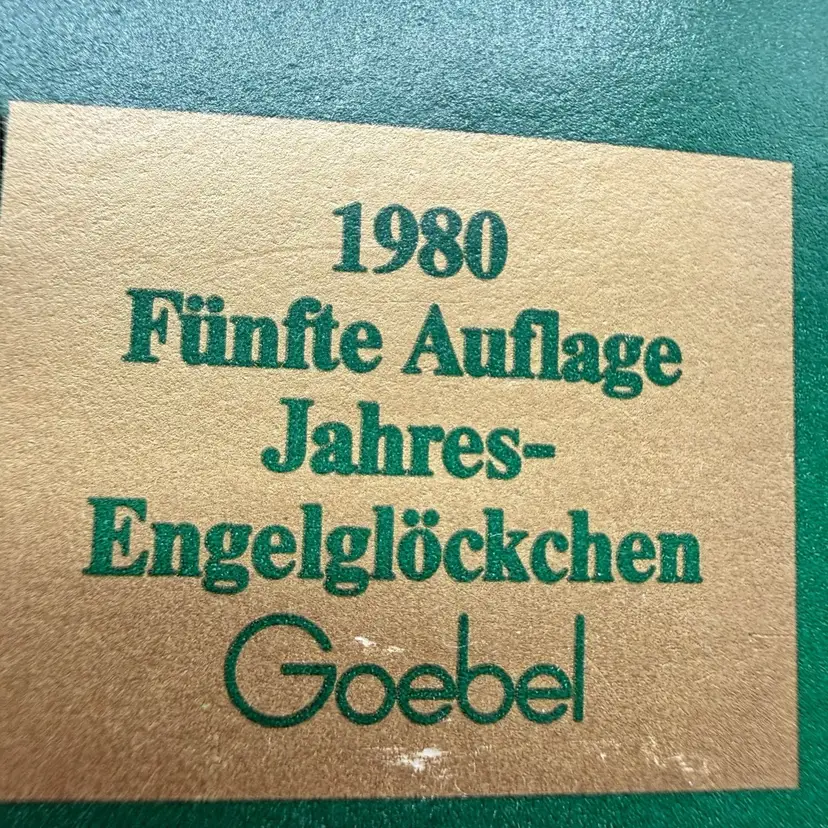 1980
Fünfte Auflage
Jahres-
Engelglöckchen
Goebel